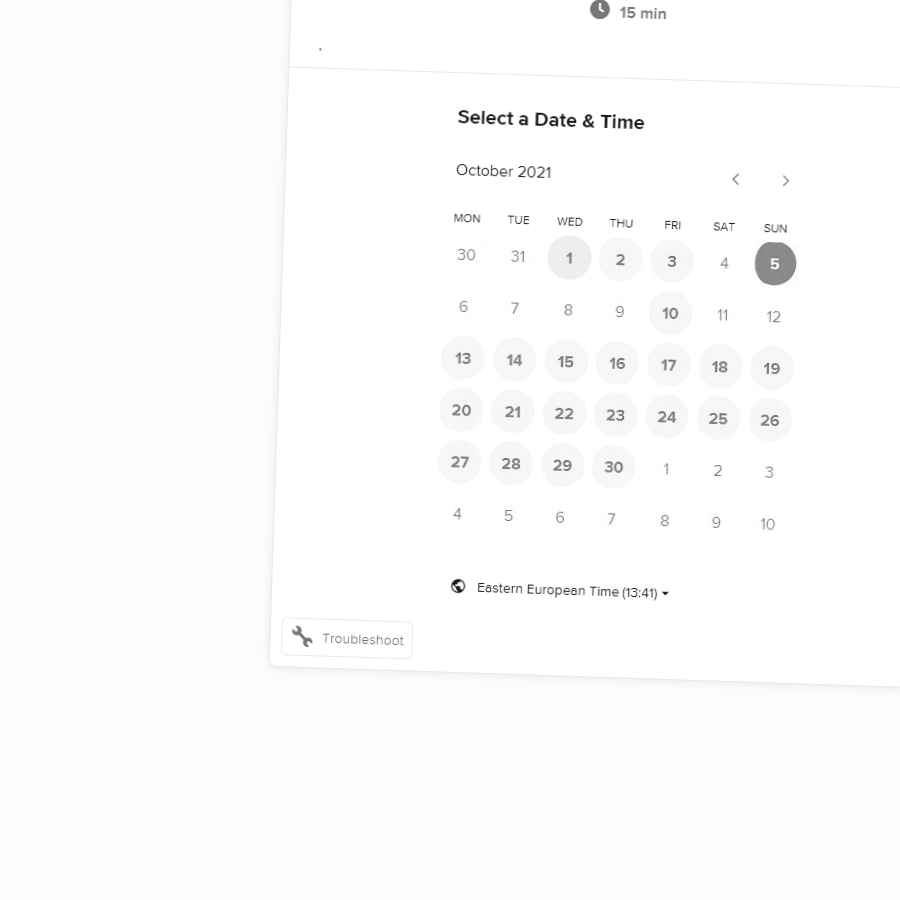 15 min
.
Select a Date & Time
October 2021
MON TUE WED THU FRI SAT SUN
30 31 1 2 3 4 5
6 7 8 9 10 11 12
13 14 15 16 17 18 19
20 21 22 23 24 25 26
27 28 29 30 1 2 3
4 5 6 7 8 9 10
Eastern European Time (13:41)
Troubleshoot